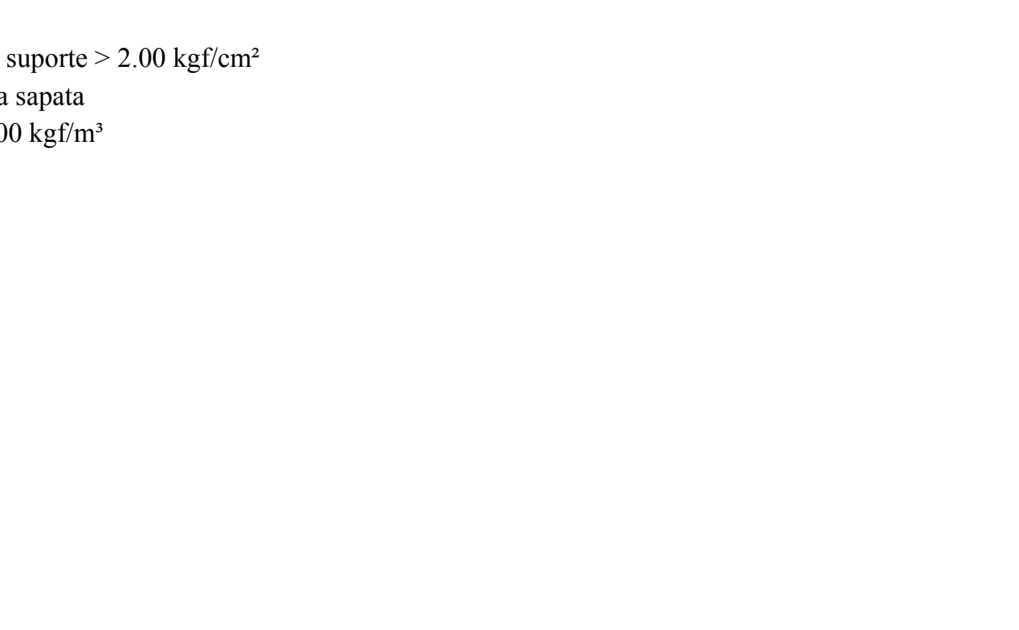 suporte > 2.00 kgf/cm²
a sapata
00 kgf/m³